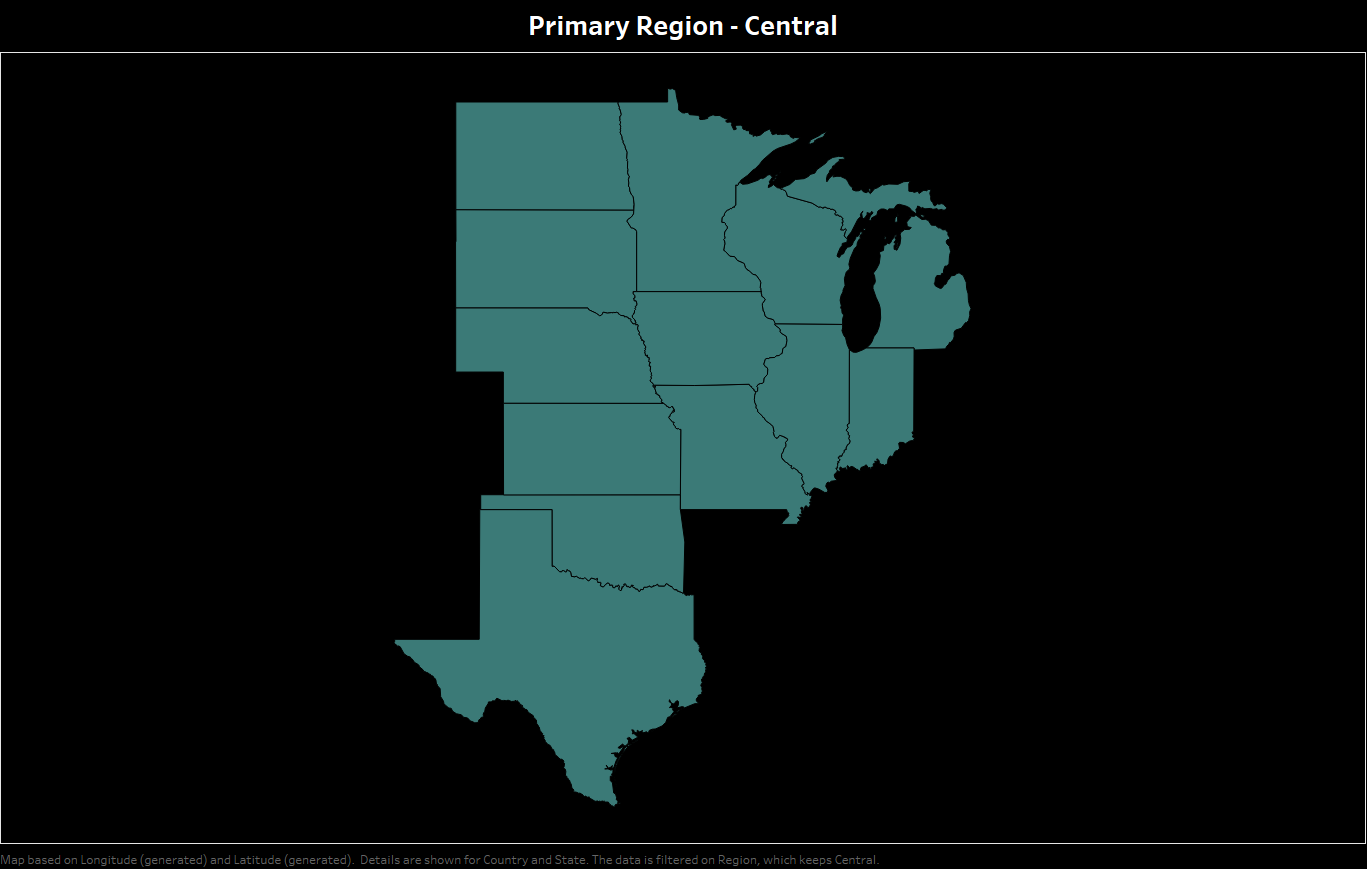 Primary Region - Central
Map based on Longitude (generated) and Latitude (generated). Details are shown for Country and State. The data is filtered on Region, which keeps Central.